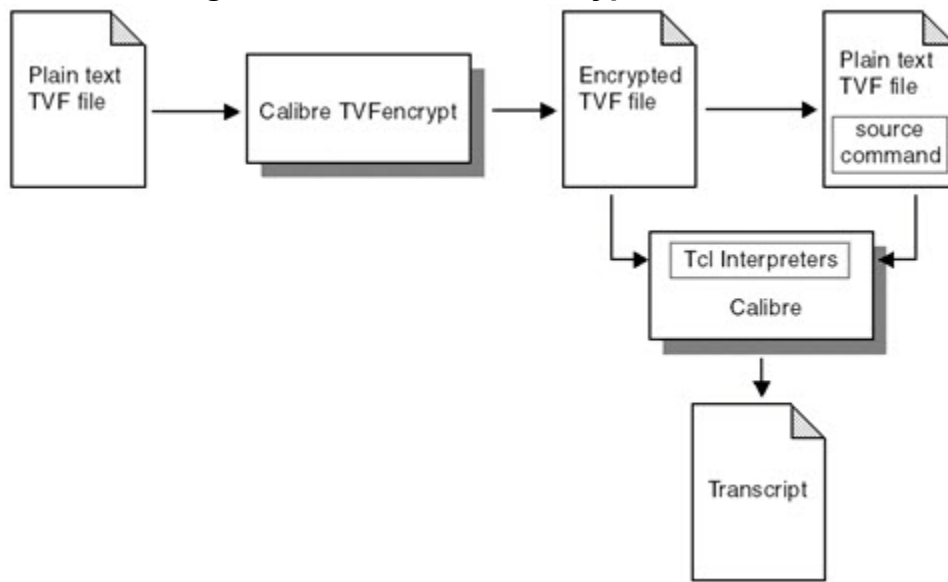 Plain text
TVF file
Calibre TVFencrypt
Encrypted
TVF file
Plain text
TVF file
source
command
Tcl Interpreters
Calibre
Transcript